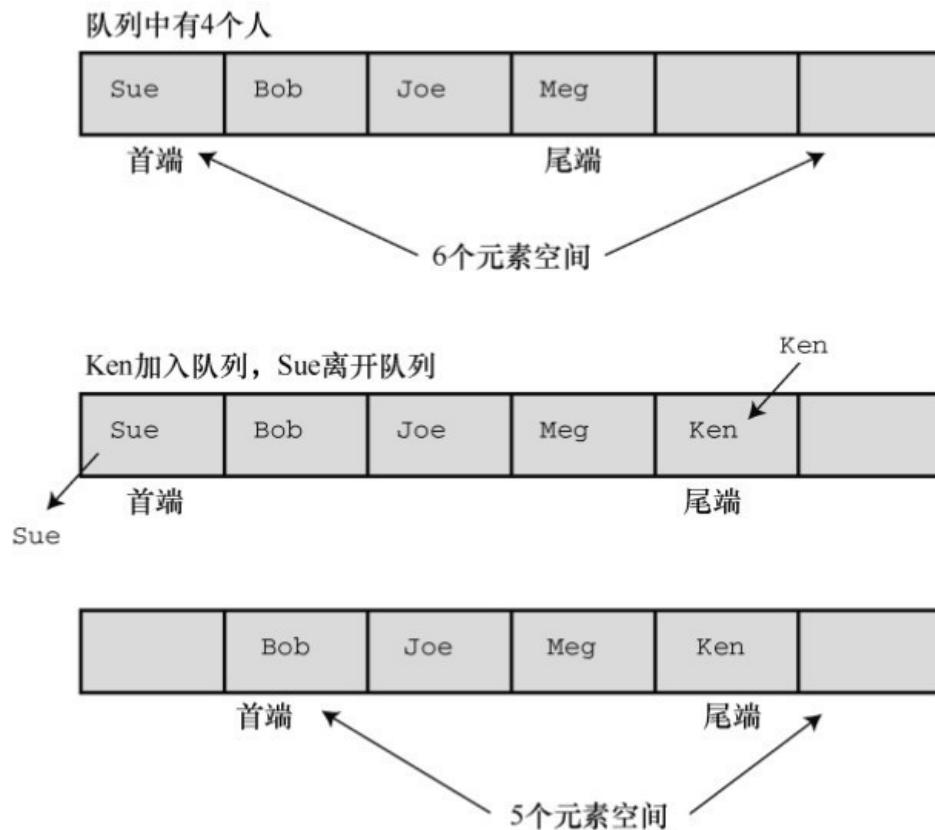 队列中有4个人
Sue Bob Joe Meg
首端 尾端
6个元素空间
Ken
Ken加入队列，Sue离开队列
Sue Bob Joe Meg Ken
首端 尾端
Sue
Bob Joe Meg Ken
首端 尾端
5个元素空间